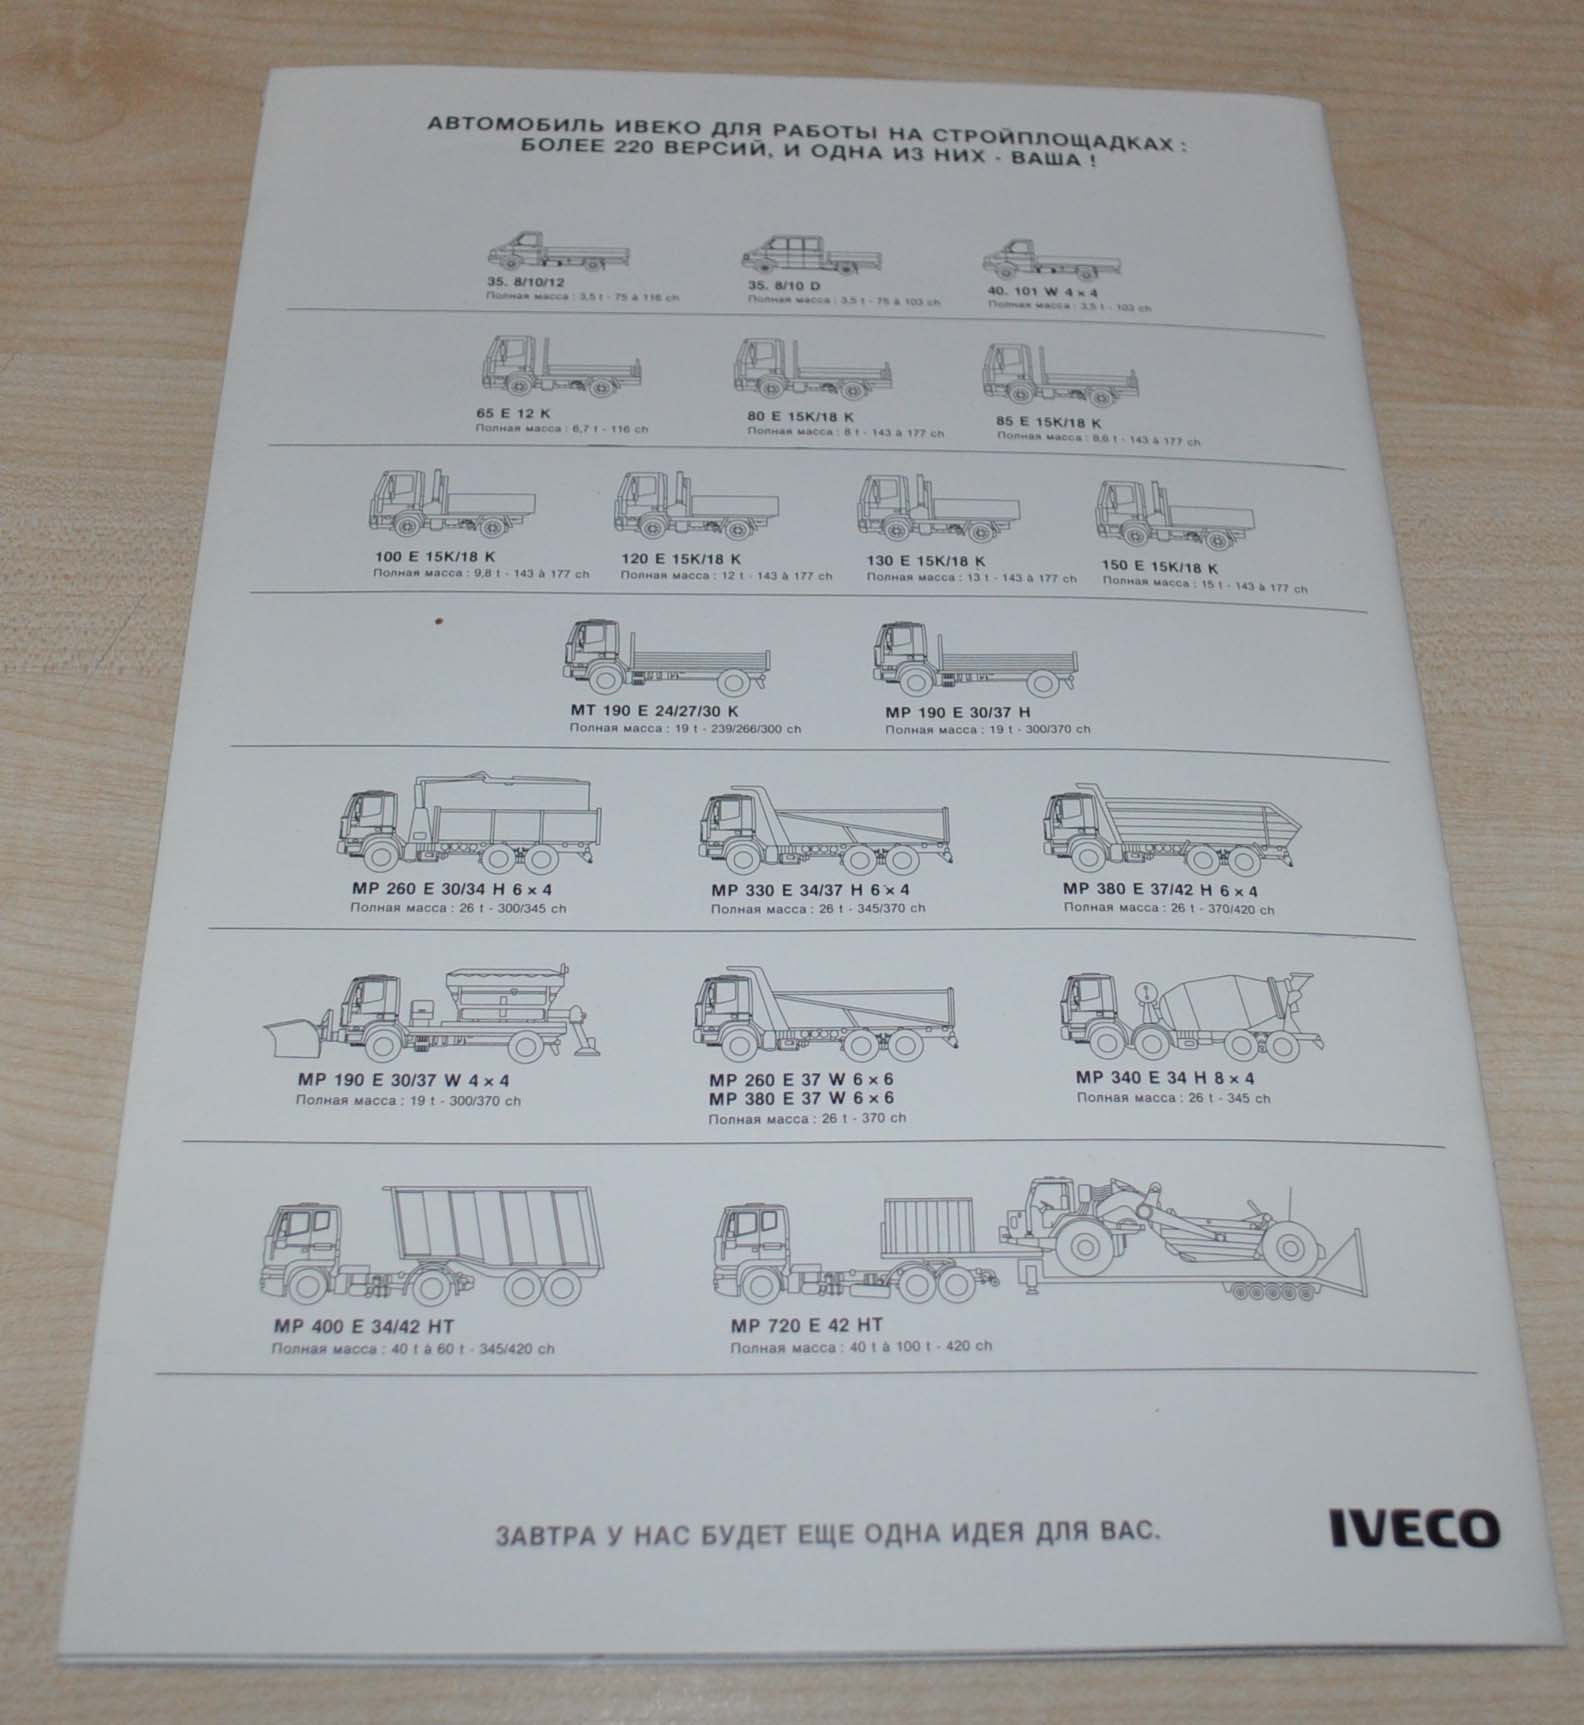 АВТОМОБИЛЬ ИВЕКО ДЛЯ РАБОТЫ НА СТРОЙПЛОЩАДКАХ :
БОЛЕЕ 220 ВЕРСИЙ, И ОДНА ИЗ НИХ - ВАША !
35. 8/10/12
Полная масса : 3,5 t - 75 à 116 ch
35. 8/10 D
Полная масса : 3,5 t - 75 à 103 ch
40. 101 W 4 × 4
Полная масса : 3,5 t - 103 ch
65 E 12 K
Полная масса : 6,7 t - 116 ch
80 E 15K/18 K
Полная масса : 8 t - 143 à 177 ch
85 E 15K/18 K
Полная масса : 8,6 t - 143 à 177 ch
100 E 15K/18 K
Полная масса : 9,8 t - 143 à 177 ch
120 E 15K/18 K
Полная масса : 12 t - 143 à 177 ch
130 E 15K/18 K
Полная масса : 13 t - 143 à 177 ch
150 E 15K/18 K
Полная масса : 15 t - 143 à 177 ch
MT 190 E 24/27/30 K
Полная масса : 19 t - 239/266/300 ch
MP 190 E 30/37 H
Полная масса : 19 t - 300/370 ch
MP 260 E 30/34 H 6 × 4
Полная масса : 26 t - 300/345 ch
MP 330 E 34/37 H 6 × 4
Полная масса : 26 t - 345/370 ch
MP 380 E 37/42 H 6 × 4
Полная масса : 26 t - 370/420 ch
MP 190 E 30/37 W 4 × 4
Полная масса : 19 t - 300/370 ch
MP 260 E 37 W 6 × 6
MP 380 E 37 W 6 × 6
Полная масса : 26 t - 370 ch
MP 340 E 34 H 8 × 4
Полная масса : 26 t - 345 ch
MP 400 E 34/42 HT
Полная масса : 40 t à 60 t - 345/420 ch
MP 720 E 42 HT
Полная масса : 40 t à 100 t - 420 ch
ЗАВТРА У НАС БУДЕТ ЕЩЕ ОДНА ИДЕЯ ДЛЯ ВАС.
IVECO